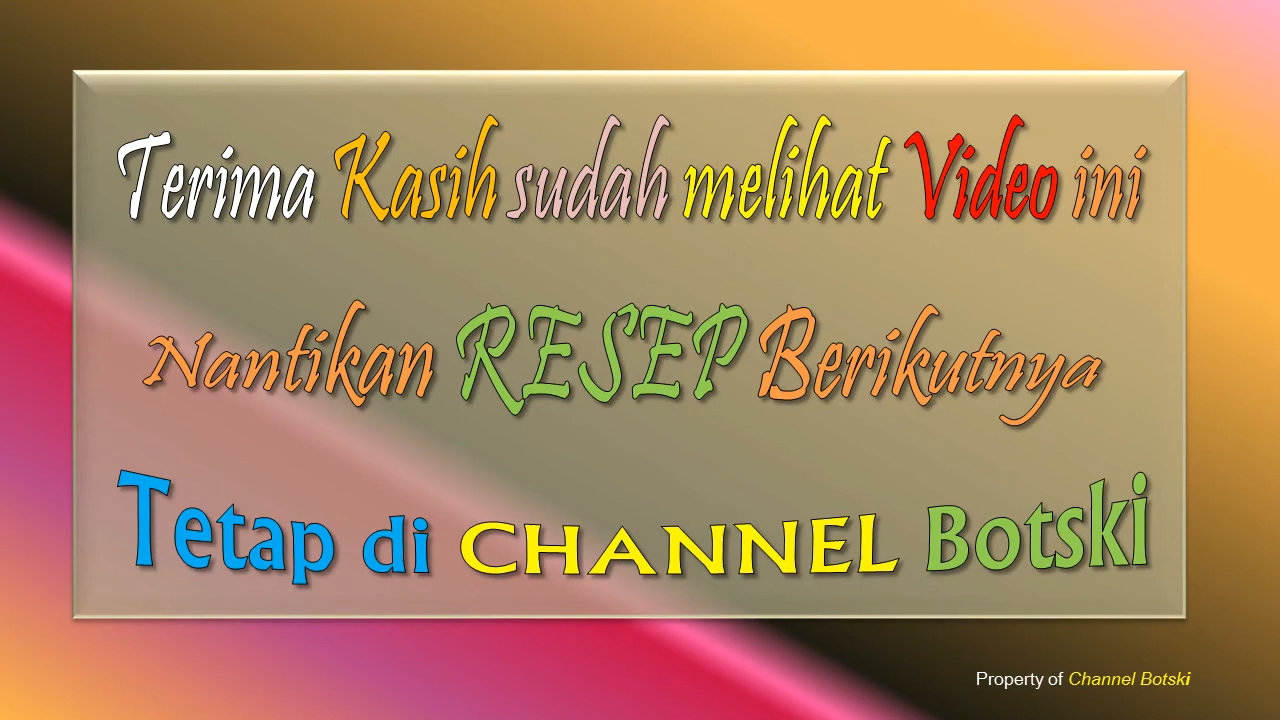 Terima Kasih sudah melihat Video ini
Nantikan RESEP Berikutnya
Tetap di CHANNEL Botski
Property of Channel Botski